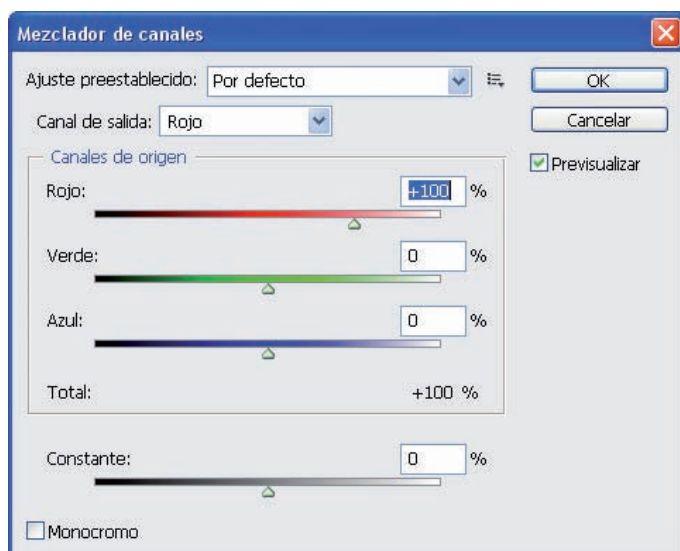 Mezclador de canales
Ajuste preestablecido: Por defecto
OK
Canal de salida: Rojo
Cancelar
Canales de origen
Previsualizar
Rojo: +100 %
Verde: 0 %
Azul: 0 %
Total: +100 %
Constante: 0 %
Monocromo